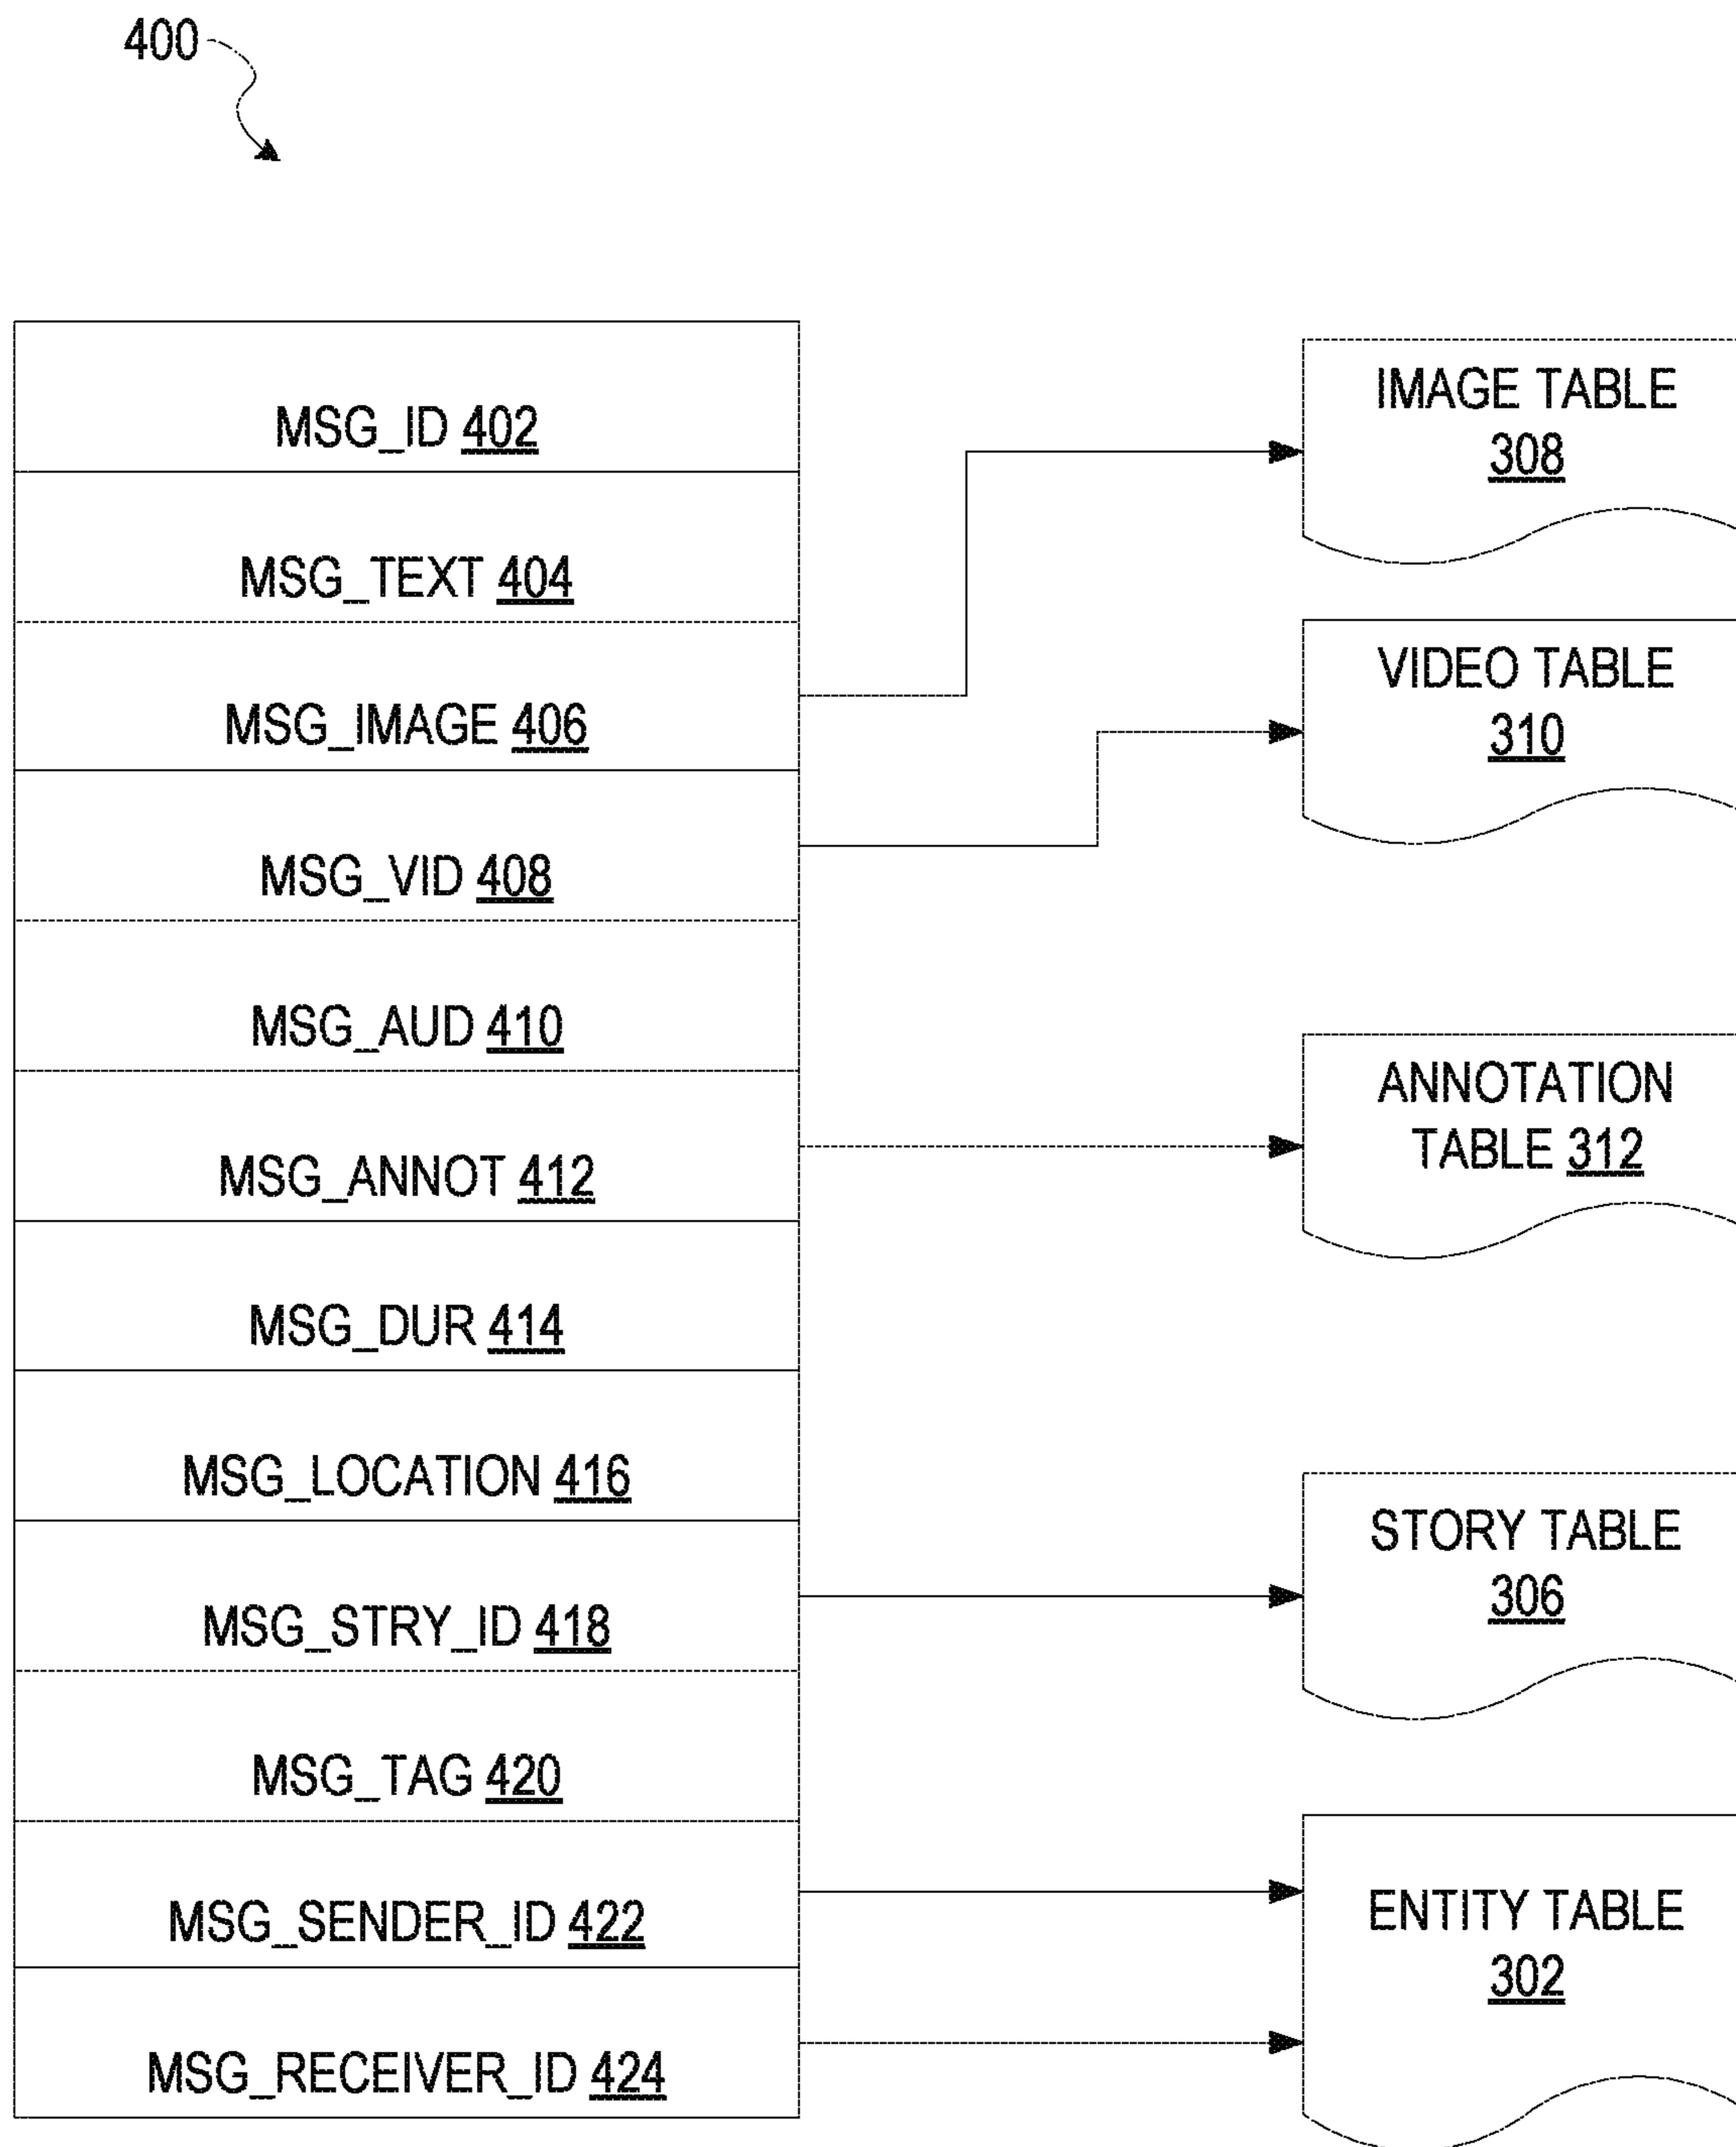 400
MSG_ID 402
MSG_TEXT 404
MSG_IMAGE 406
MSG_VID 408
MSG_AUD 410
MSG_ANNOT 412
MSG_DUR 414
MSG_LOCATION 416
MSG_STRY_ID 418
MSG_TAG 420
MSG_SENDER_ID 422
MSG_RECEIVER_ID 424
IMAGE TABLE
308
VIDEO TABLE
310
ANNOTATION
TABLE 312
STORY TABLE
306
ENTITY TABLE
302